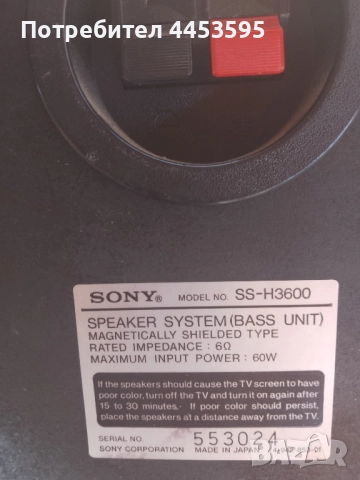 Потребител 4453595
SONY® MODEL NO. SS-H3600
SPEAKER SYSTEM (BASS UNIT)
MAGNETICALLY SHIELDED TYPE
RATED IMPEDANCE : 6Ω
MAXIMUM INPUT POWER : 60W
If the speakers should cause the TV screen to have
poor color, turn off the TV and turn it on again after
15 to 30 minutes. If poor color should persist,
place the speakers at a distance away from the TV.
SERIAL NO. 553024
SONY CORPORATION MADE IN JAPAN
bazar